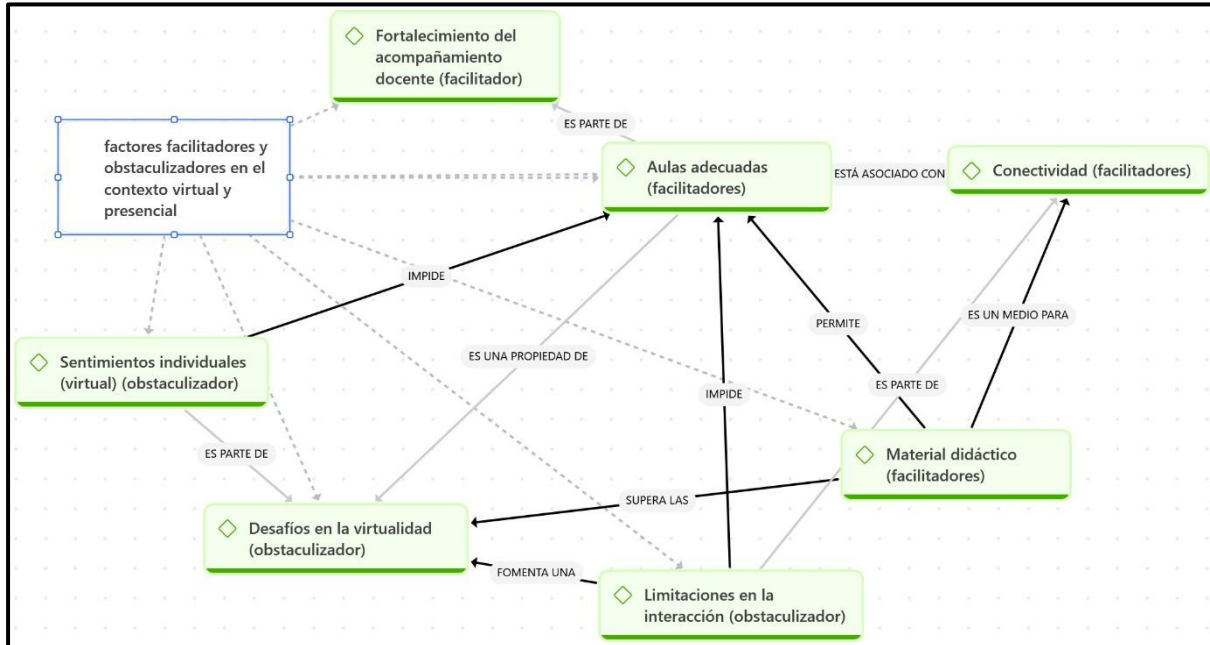 Fortalecimiento del
acompañamiento
docente (facilitador)
ES PARTE DE
factores facilitadores y
obstaculizadores en el
contexto virtual y
presencial
Aulas adecuadas
(facilitadores)
ESTÁ ASOCIADO CON
Conectividad (facilitadores)
IMPIDE
PERMITE
ES UN MEDIO PARA
Sentimientos individuales
(virtual) (obstaculizador)
ES UNA PROPIEDAD DE
ES PARTE DE
IMPIDE
ES PARTE DE
Material didáctico
(facilitadores)
SUPERA LAS
Desafíos en la virtualidad
(obstaculizador)
FOMENTA UNA
Limitaciones en la
interacción (obstaculizador)